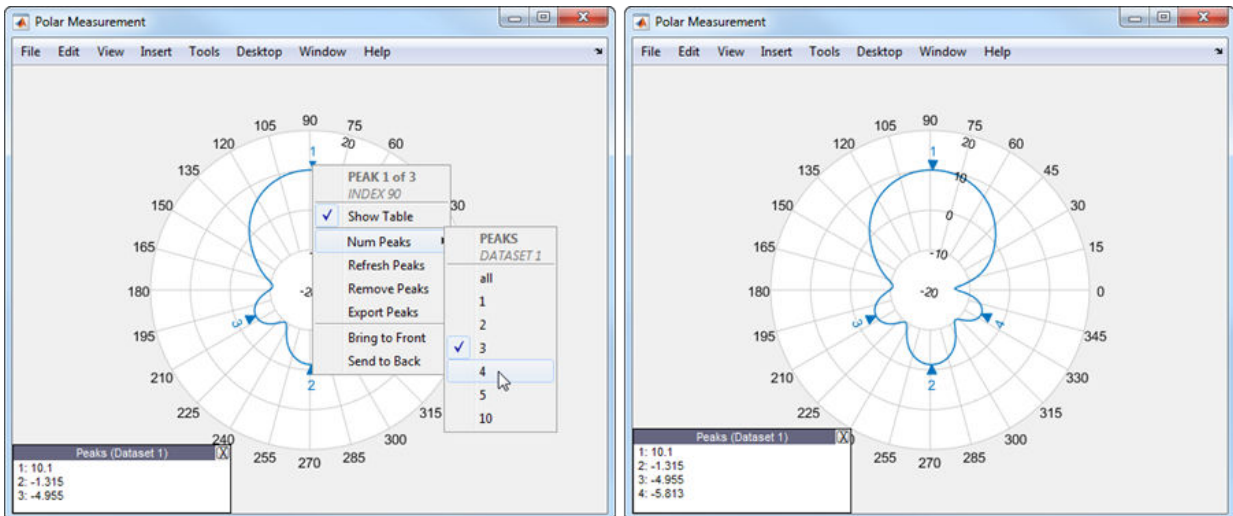 Polar Measurement
File Edit View Insert Tools Desktop Window Help
90
105 75
120 20 60
1
135
PEAK 1 of 3
INDEX 90
150 30
Show Table
Num Peaks
PEAKS
DATASET 1
165
Refresh Peaks
all
180
Remove Peaks
1
Export Peaks
2
3
195
Bring to Front
3
Send to Back
4
210
2
5
225 315
10
240 300
255 270 285
Peaks (Dataset 1) X
1: 10.1
2: -1.315
3: -4.955
Polar Measurement
File Edit View Insert Tools Desktop Window Help
90
105 75
120 20 60
1
135 45
10
150 30
0
165 15
-10
180 -20 0
3 4
195 345
210 330
2
225 315
300
255 270 285
Peaks (Dataset 1) X
1: 10.1
2: -1.315
3: -4.955
4: -5.813